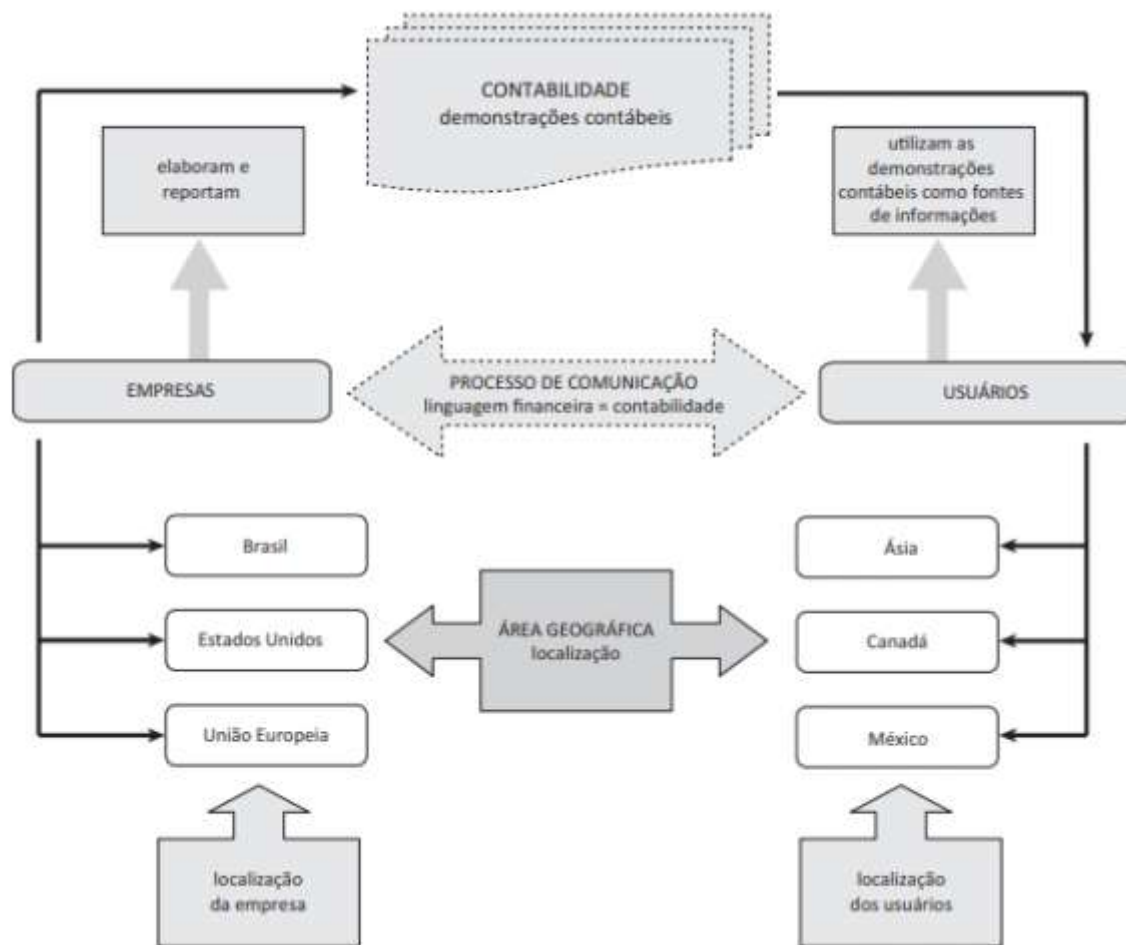 CONTABILIDADE
demonstrações contábeis
elaboram e
reportam
utilizam as
demonstrações
contábeis como fontes
de informações
EMPRESAS
PROCESSO DE COMUNICAÇÃO
linguagem financeira = contabilidade
USUÁRIOS
Brasil
Ásia
Estados Unidos
ÁREA GEOGRÁFICA
localização
Canadá
União Europeia
México
localização
da empresa
localização
dos usuários